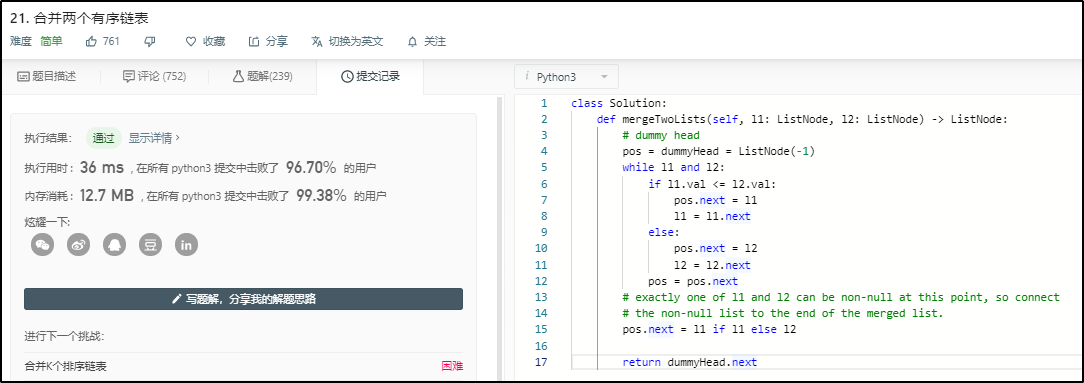 21. 合并两个有序链表
难度 简单 761 收藏 分享 切换为英文 关注
题目描述 评论 (752) 题解(239) 提交记录
执行结果： 通过 显示详情 ›
执行用时 : 36 ms , 在所有 python3 提交中击败了 96.70% 的用户
内存消耗 : 12.7 MB , 在所有 python3 提交中击败了 99.38% 的用户
炫耀一下:
豆 in
写题解，分享我的解题思路
进行下一个挑战：
合并K个排序链表 困难
i Python3
1 class Solution:
2 def mergeTwoLists(self, l1: ListNode, l2: ListNode) -> ListNode:
3 # dummy head
4 pos = dummyHead = ListNode(-1)
5 while l1 and l2:
6 if l1.val <= l2.val:
7 pos.next = l1
8 l1 = l1.next
9 else:
10 pos.next = l2
11 l2 = l2.next
12 pos = pos.next
13 # exactly one of l1 and l2 can be non-null at this point, so connect
14 # the non-null list to the end of the merged list.
15 pos.next = l1 if l1 else l2
16
17 return dummyHead.next